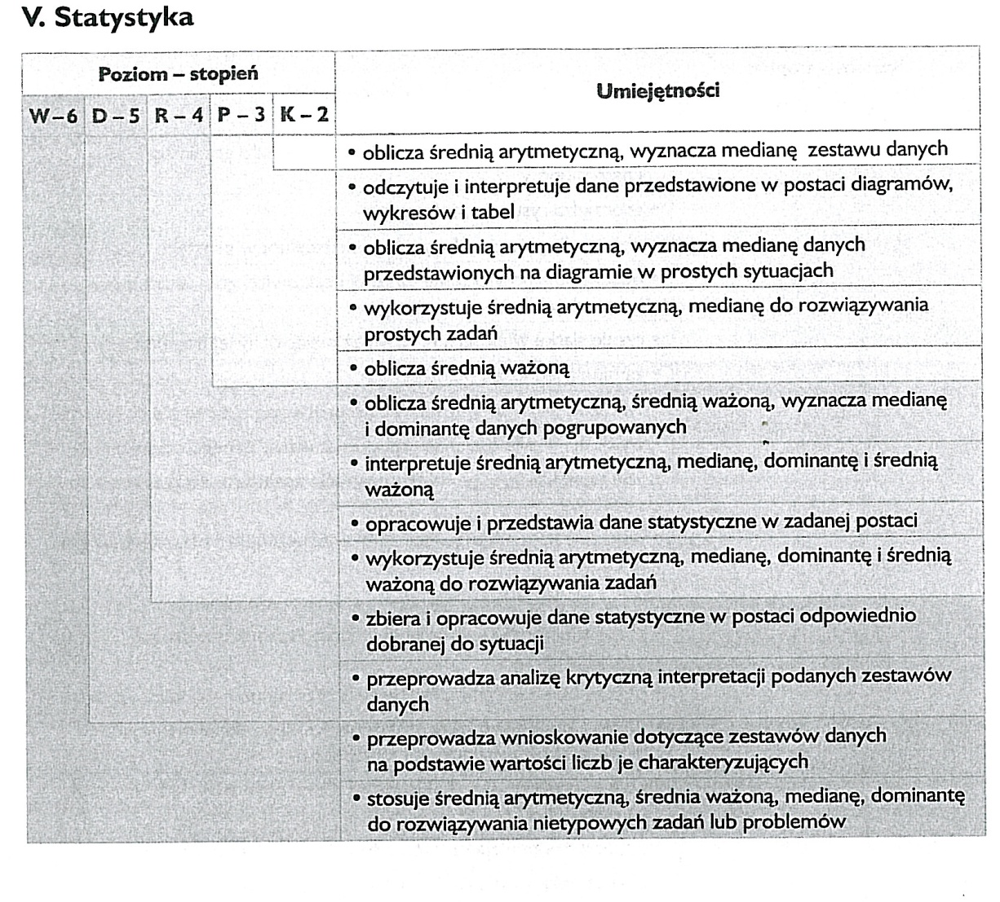 V. Statystyka
Poziom – stopień
Umiejętności
W – 6 D – 5 R – 4 P – 3 K – 2
• oblicza średnią arytmetyczną, wyznacza medianę zestawu danych
• odczytuje i interpretuje dane przedstawione w postaci diagramów,
wykresów i tabel
• oblicza średnią arytmetyczną, wyznacza medianę danych
przedstawionych na diagramie w prostych sytuacjach
• wykorzystuje średnią arytmetyczną, medianę do rozwiązywania
prostych zadań
• oblicza średnią ważoną
• oblicza średnią arytmetyczną, średnią ważoną, wyznacza medianę
i dominantę danych pogrupowanych
• interpretuje średnią arytmetyczną, medianę, dominantę i średnią
ważoną
• opracowuje i przedstawia dane statystyczne w zadanej postaci
• wykorzystuje średnią arytmetyczną, medianę, dominantę i średnią
ważoną do rozwiązywania zadań
• zbiera i opracowuje dane statystyczne w postaci odpowiednio
dobranej do sytuacji
• przeprowadza analizę krytyczną interpretacji podanych zestawów
danych
• przeprowadza wnioskowanie dotyczące zestawów danych
na podstawie wartości liczb je charakteryzujących
• stosuje średnią arytmetyczną, średnia ważoną, medianę, dominantę
do rozwiązywania nietypowych zadań lub problemów